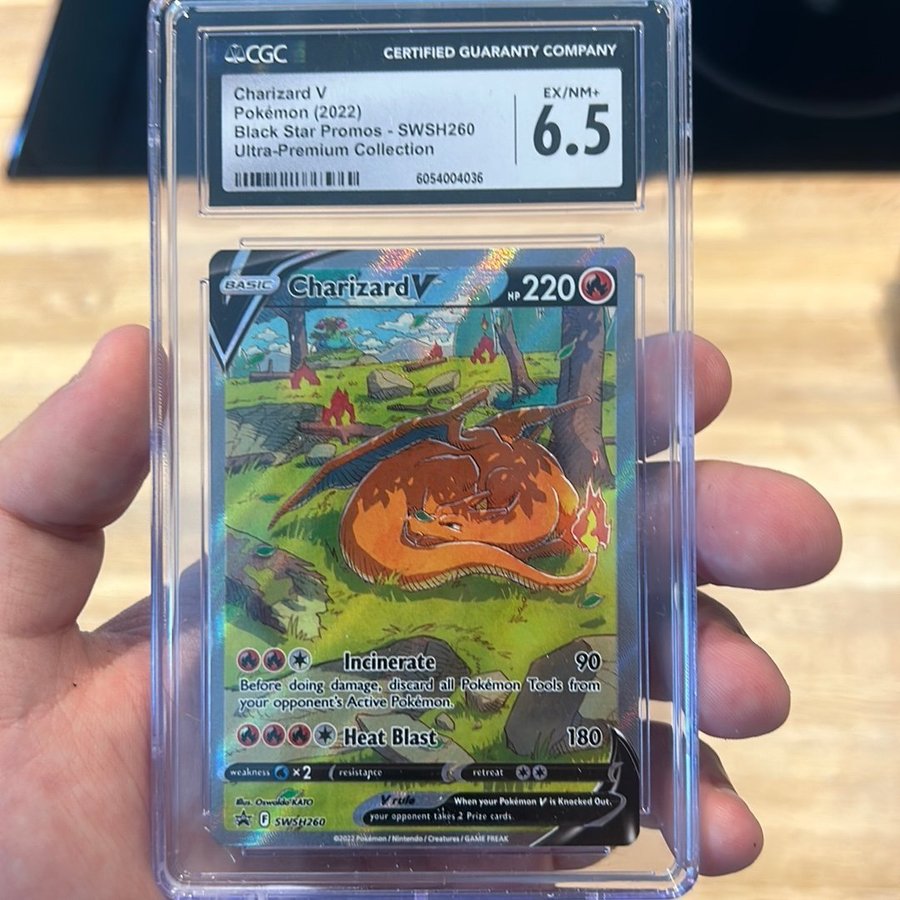 CGC CERTIFIED GUARANTY COMPANY
Charizard V
Pokémon (2022)
Black Star Promos - SWSH260
Ultra-Premium Collection
6054004036
EX/NM+
6.5
BASIC Charizard V HP 220
Incinerate 90
Before doing damage, discard all Pokémon Tools from
your opponent's Active Pokémon.
Heat Blast 180
weakness ×2 resistance retreat
V rule When your Pokémon V is Knocked Out,
your opponent takes 2 Prize cards.
Illus. Oswaldo KATO
F SWSH260
©2022 Pokémon / Nintendo / Creatures / GAME FREAK